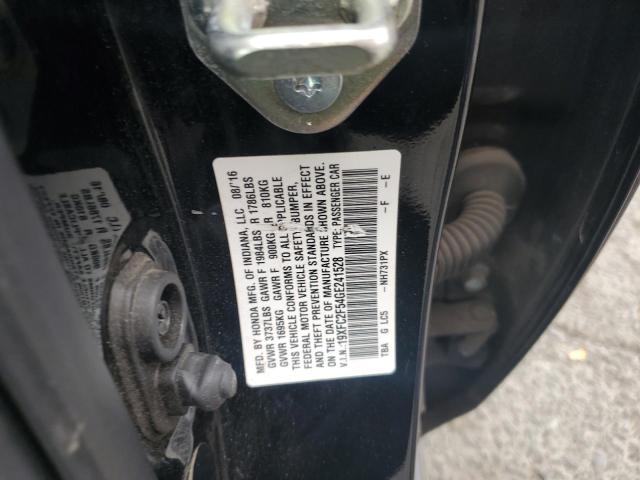 MFD. BY HONDA MFG. OF INDIANA, LLC 08/16
GVWR 3737LBS GAWR F 1984LBS R 1786LBS
GVWR 1695KG GAWR F 900KG R 810KG
THIS VEHICLE CONFORMS TO ALL APPLICABLE
FEDERAL MOTOR VEHICLE SAFETY, BUMPER,
AND THEFT PREVENTION STANDARDS IN EFFECT
ON THE DATE OF MANUFACTURE SHOWN ABOVE.
V.I.N.:19XFC2F54GE241528 TYPE: PASSENGER CAR
TBA G LC5 -NH731PX -F -E